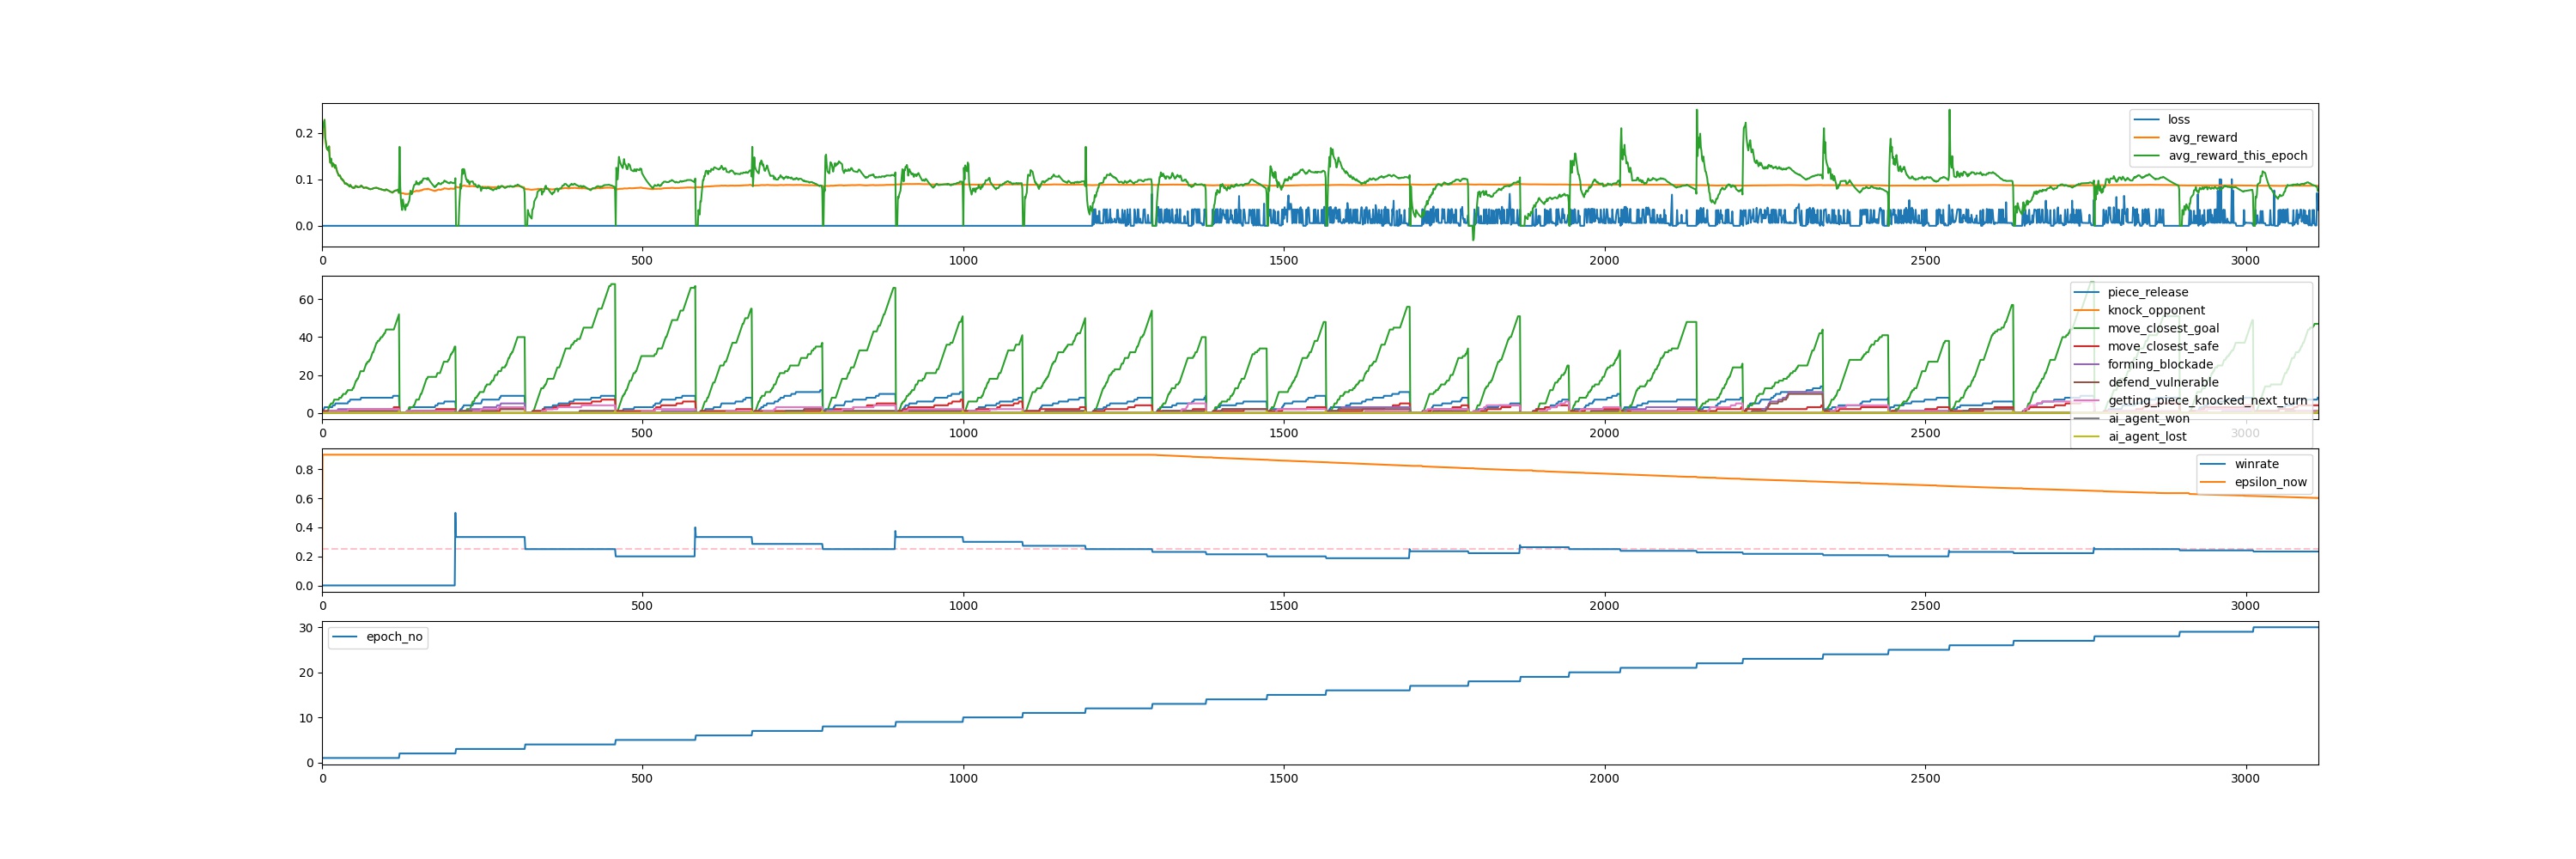 0.2
0.1
0.0
loss
avg_reward
avg_reward_this_epoch
0 500 1000 1500 2000 2500 3000
60
40
20
0
piece_release
knock_opponent
move_closest_goal
move_closest_safe
forming_blockade
defend_vulnerable
getting_piece_knocked_next_turn
ai_agent_won
ai_agent_lost
0 500 1000 1500 2000 2500 3000
0.8
0.6
0.4
0.2
0.0
winrate
epsilon_now
0 500 1000 1500 2000 2500 3000
30
20
10
0
epoch_no
0 500 1000 1500 2000 2500 3000